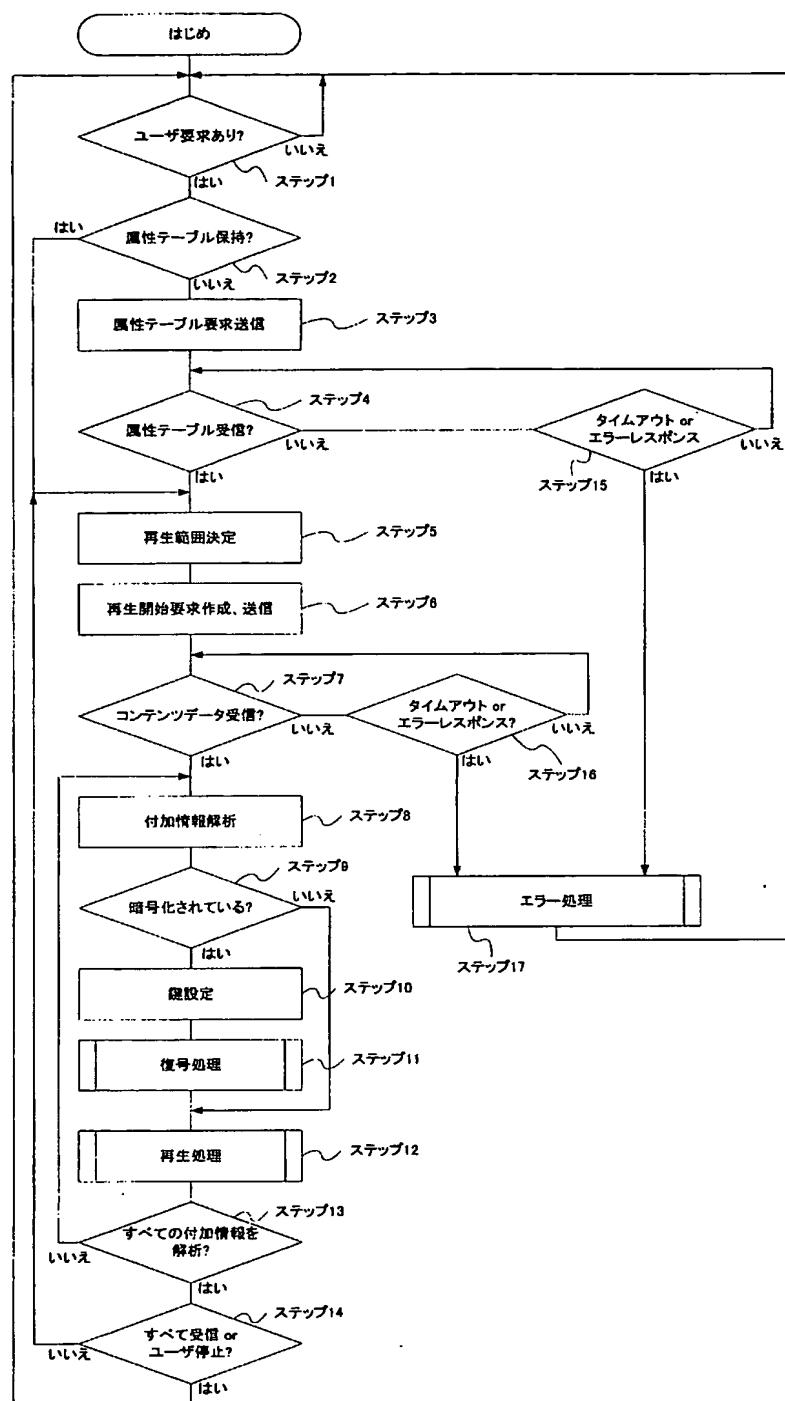 はじめ
ユーザ要求あり?
いいえ
はい
ステップ1
はい
属性テーブル保持?
いいえ
ステップ2
属性テーブル要求送信
ステップ3
ステップ4
属性テーブル受信?
いいえ
はい
タイムアウト or
エラーレスポンス
いいえ
はい
ステップ15
再生範囲決定
ステップ5
再生開始要求作成、送信
ステップ6
ステップ7
コンテンツデータ受信?
いいえ
はい
タイムアウト or
エラーレスポンス?
いいえ
はい
ステップ16
付加情報解析
ステップ8
ステップ9
暗号化されている?
いいえ
はい
エラー処理
ステップ17
鍵設定
ステップ10
復号処理
ステップ11
再生処理
ステップ12
ステップ13
すべての付加情報を
解析?
いいえ
はい
ステップ14
すべて受信 or
ユーザ停止?
いいえ
はい